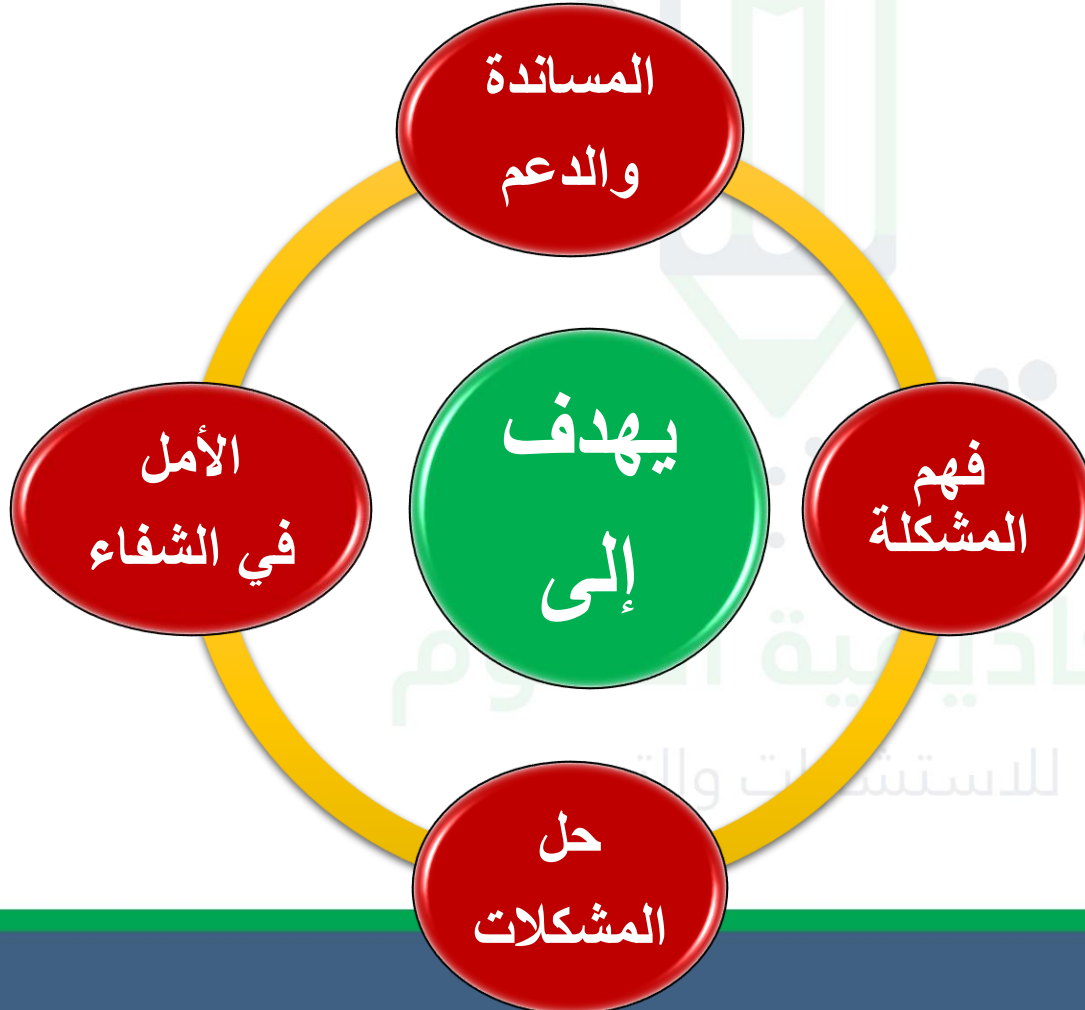 المساندة
والدعم
يهدف
إلى
فهم
المشكلة
حل
المشكلات
الأمل
في الشفاء